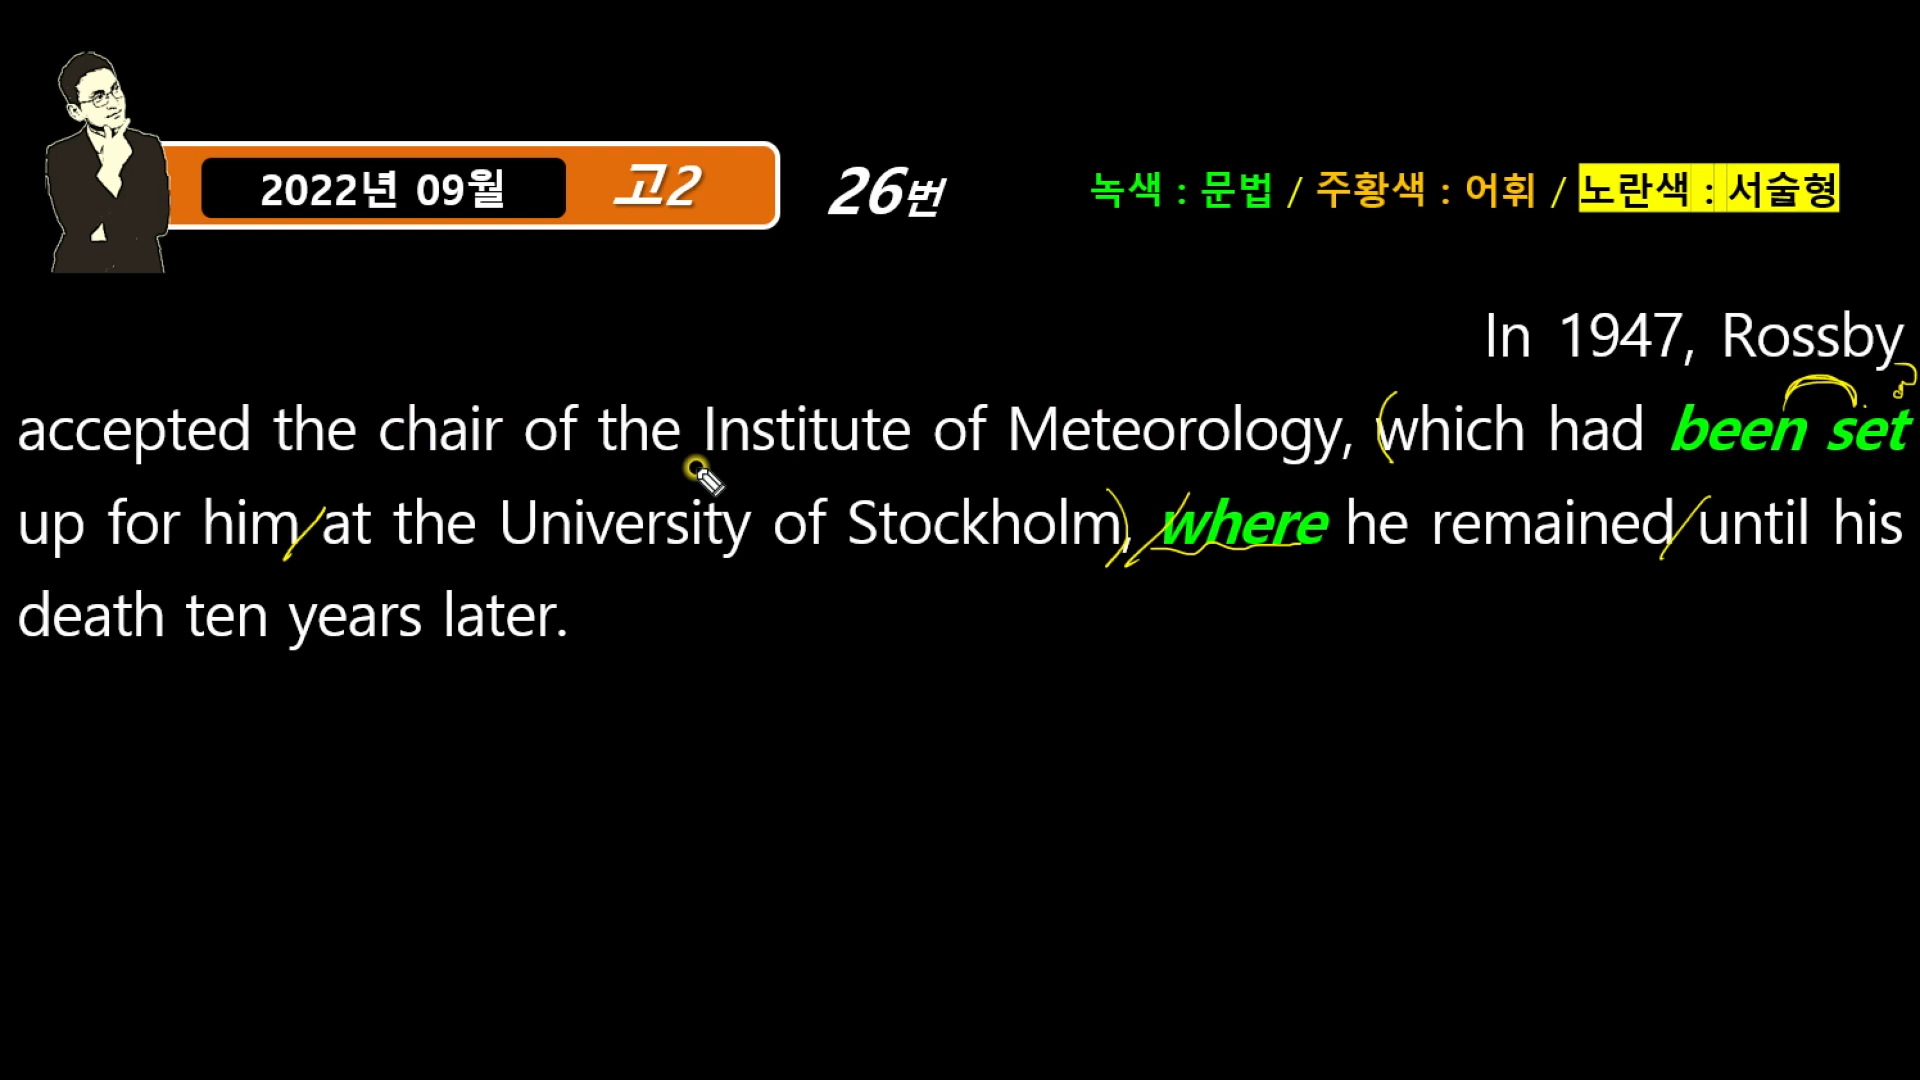 2022년 09월 고2 26번 녹색 : 문법 / 주황색 : 어휘 / 노란색 : 서술형
In 1947, Rossby
accepted the chair of the Institute of Meteorology, which had been set
up for him at the University of Stockholm, where he remained until his
death ten years later.